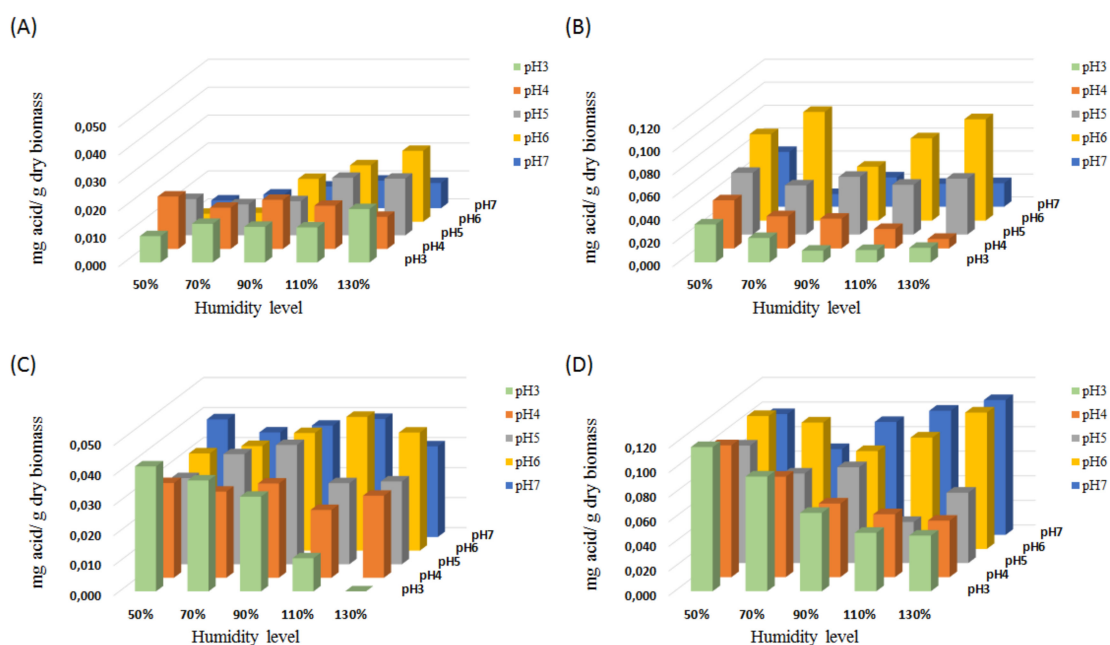 (A)
mg acid/ g dry biomass
0,050
0,040
0,030
0,020
0,010
0,000
50% 70% 90% 110% 130%
Humidity level
pH3
pH4
pH5
pH6
pH7
pH7
pH6
pH5
pH4
pH3
(B)
mg acid/ g dry biomass
0,120
0,100
0,080
0,060
0,040
0,020
0,000
50% 70% 90% 110% 130%
Humidity level
pH3
pH4
pH5
pH6
pH7
pH7
pH6
pH5
pH4
pH3
(C)
mg acid/ g dry biomass
0,050
0,040
0,030
0,020
0,010
0,000
50% 70% 90% 110% 130%
Humidity level
pH3
pH4
pH5
pH6
pH7
pH7
pH6
pH5
pH4
pH3
(D)
mg acid/ g dry biomass
0,120
0,100
0,080
0,060
0,040
0,020
0,000
50% 70% 90% 110% 130%
Humidity level
pH3
pH4
pH5
pH6
pH7
pH7
pH6
pH5
pH4
pH3